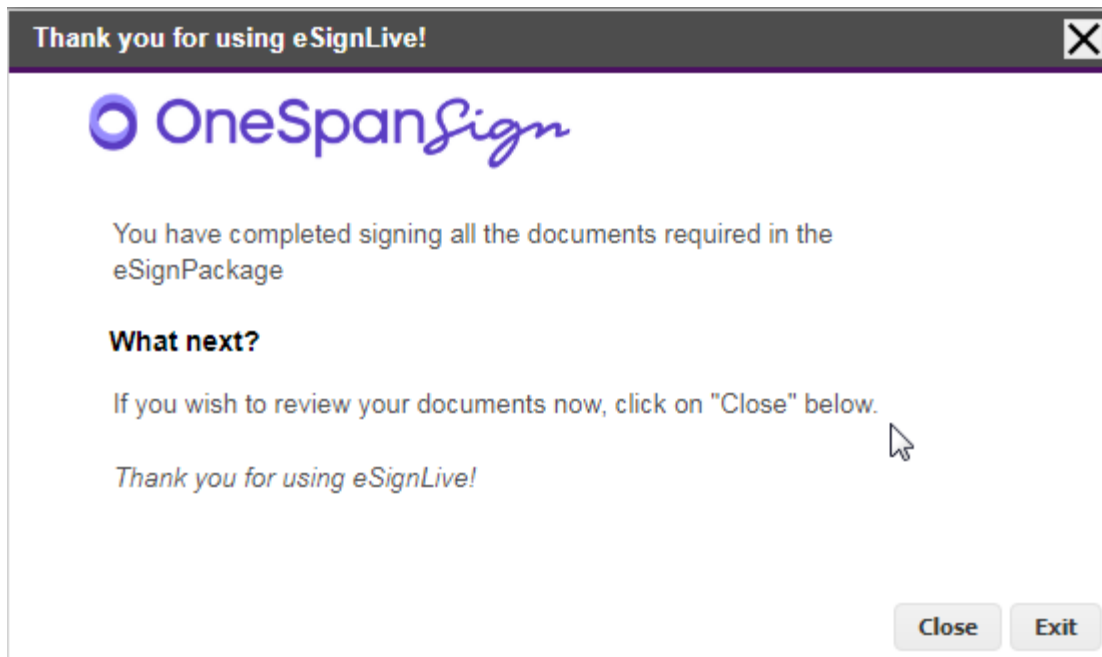 Thank you for using eSignLive!
OneSpanSign
You have completed signing all the documents required in the
eSignPackage
What next?
If you wish to review your documents now, click on "Close" below.
Thank you for using eSignLive!
Close Exit